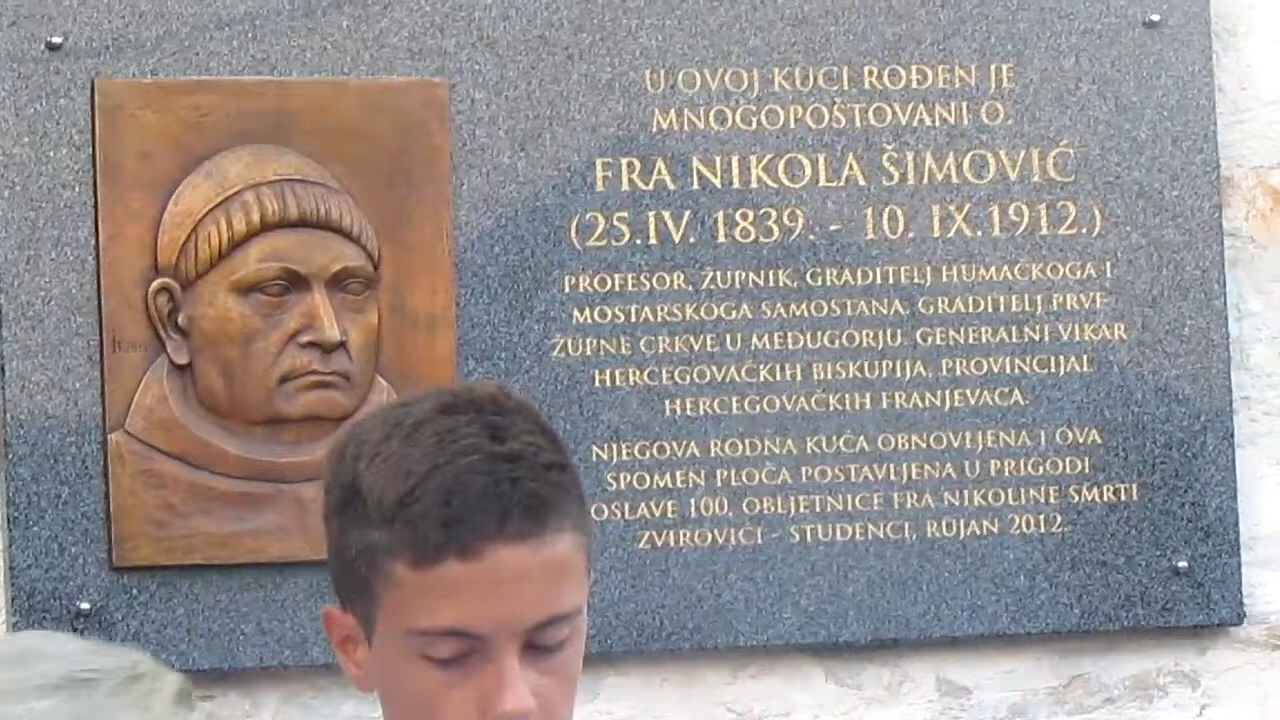 U OVOJ KUĆI ROĐEN JE
MNOGOPOŠTOVANI O.
FRA NIKOLA ŠIMOVIĆ
(25.IV. 1839. - 10. IX.1912.)
PROFESOR, ŽUPNIK, GRADITELJ HUMAČKOGA I
MOSTARSKOGA SAMOSTANA, GRADITELJ PRVE
ŽUPNE CRKVE U MEĐUGORJU, GENERALNI VIKAR
HERCEGOVAČKIH BISKUPIJA, PROVINCIJAL
HERCEGOVAČKIH FRANJEVACA.
NJEGOVA RODNA KUĆA OBNOVLJENA I OVA
SPOMEN PLOČA POSTAVLJENA U PRIGODI
OSLAVE 100. OBLJETNICE FRA NIKOLINE SMRTI
ZVIROVIĆI - STUDENCI, RUJAN 2012.